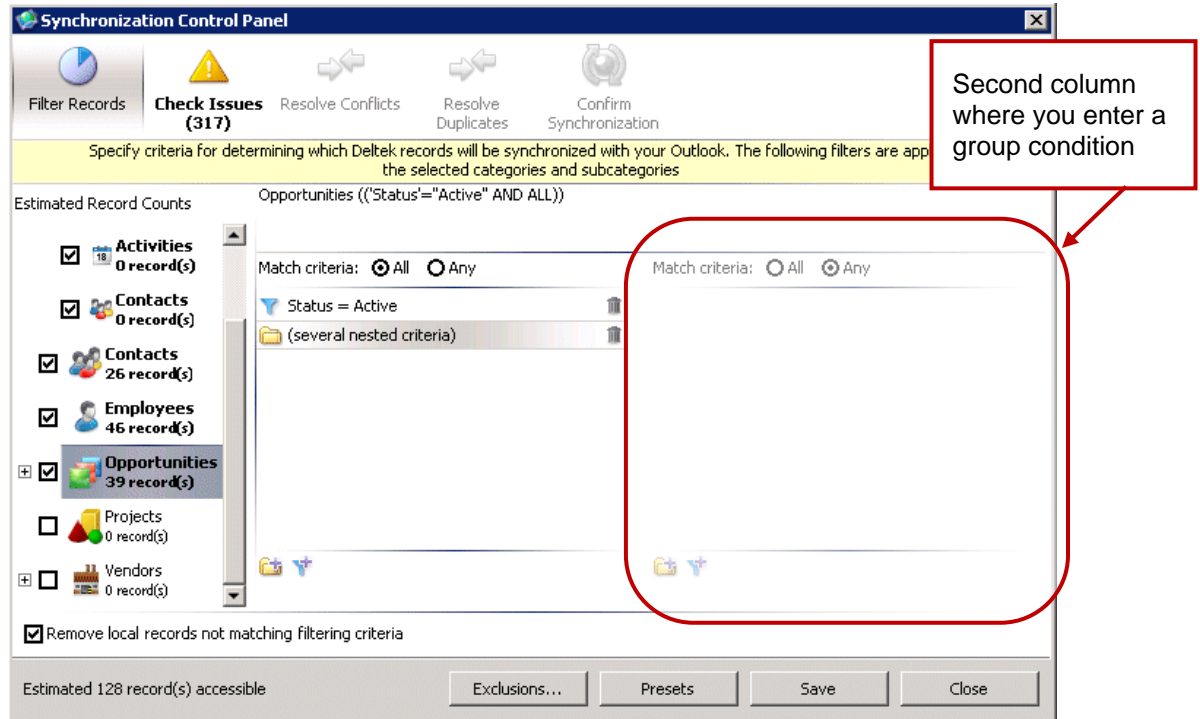 Synchronization Control Panel
Filter Records
Check Issues
(317)
Resolve Conflicts
Resolve
Duplicates
Confirm
Synchronization
Second column
where you enter a
group condition
Specify criteria for determining which Deltek records will be synchronized with your Outlook. The following filters are app
the selected categories and subcategories
Estimated Record Counts
Opportunities (('Status'="Active" AND ALL))
18
Activities
0 record(s)
Contacts
0 record(s)
Contacts
26 record(s)
Employees
46 record(s)
Opportunities
39 record(s)
Projects
0 record(s)
Vendors
0 record(s)
Match criteria: All Any
Status = Active
(several nested criteria)
Match criteria: All Any
Remove local records not matching filtering criteria
Estimated 128 record(s) accessible
Exclusions...
Presets
Save
Close